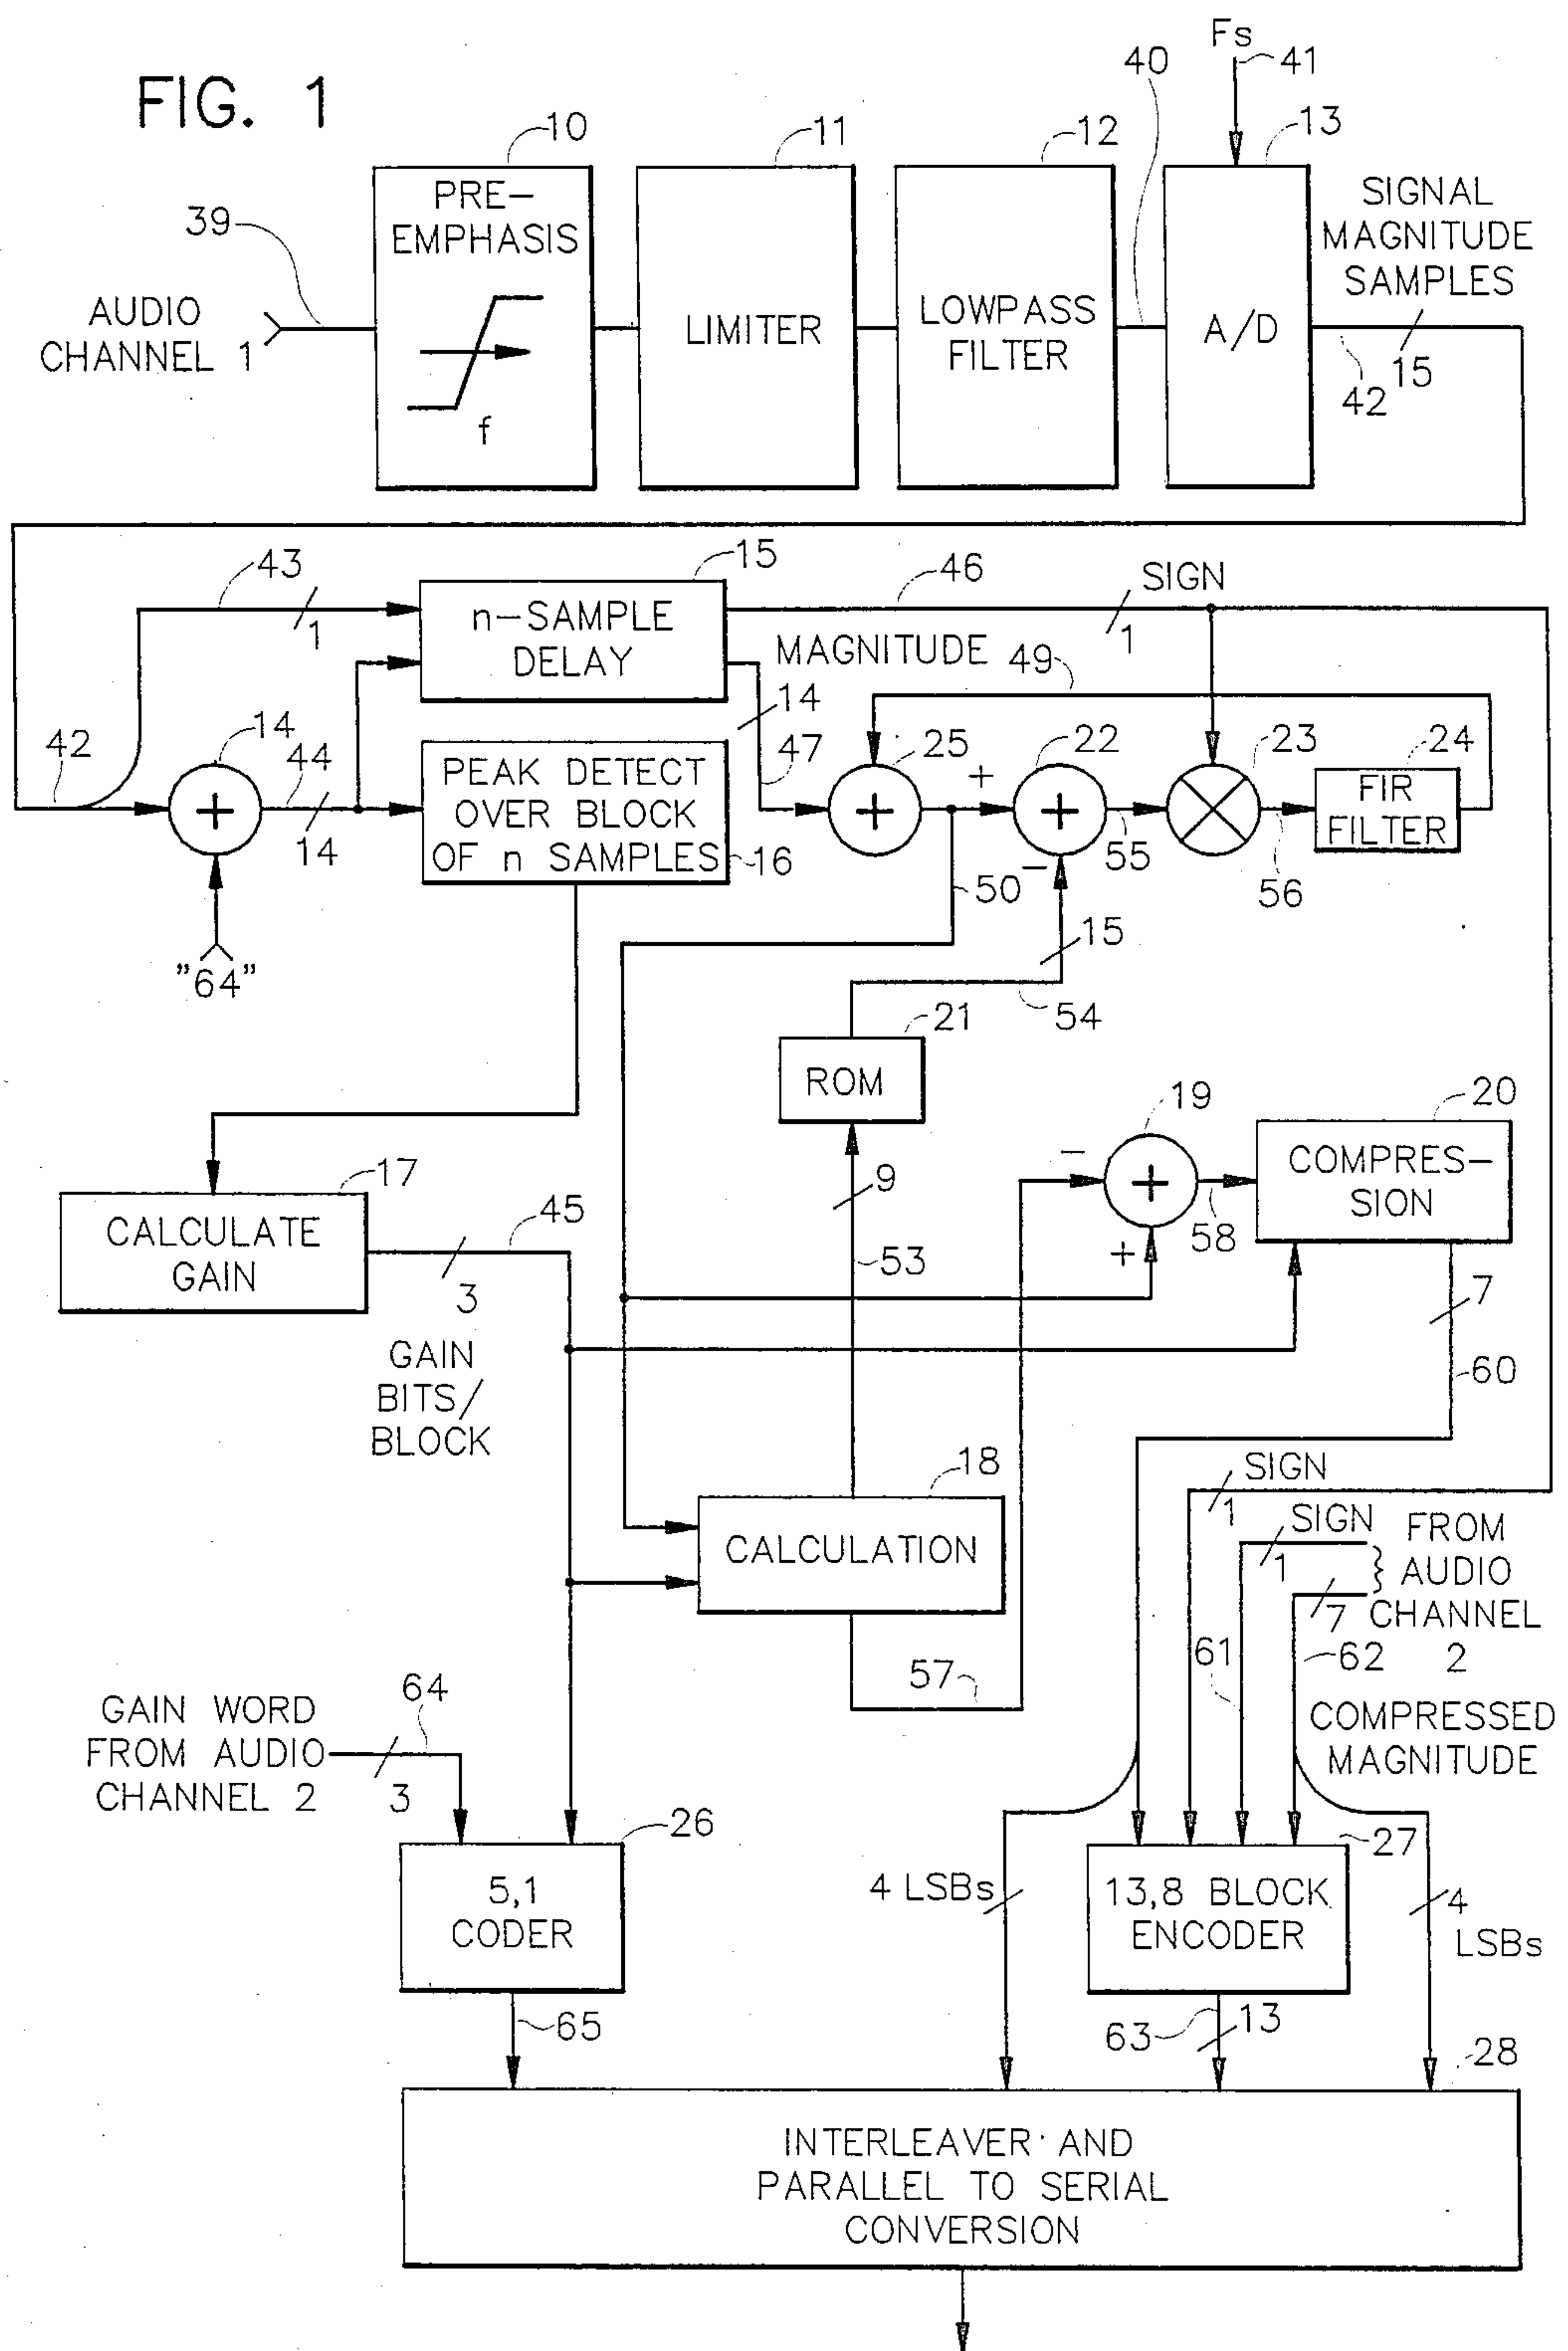 FIG. 1
Fs
41
40
10
11
12
13
PRE-
EMPHASIS
f
LIMITER
LOWPASS
FILTER
A/D
SIGNAL
MAGNITUDE
SAMPLES
39
AUDIO
CHANNEL 1
15
42
43
1
15
n-SAMPLE
DELAY
46
SIGN
1
MAGNITUDE
49
14
42
14
44
14
"64"
PEAK DETECT
OVER BLOCK
OF n SAMPLES
16
47
25
+
50
+
22
+
-
55
23
56
24
FIR
FILTER
+
15
54
21
ROM
9
53
19
-
+
+
58
20
COMPRES-
SION
7
60
17
CALCULATE
GAIN
45
3
GAIN
BITS/
BLOCK
18
CALCULATION
57
SIGN
1
SIGN
1
7
FROM
AUDIO
CHANNEL
2
61
62
COMPRESSED
MAGNITUDE
GAIN WORD
FROM AUDIO
CHANNEL 2
64
3
26
5,1
CODER
65
4 LSBs
27
13,8 BLOCK
ENCODER
4
LSBs
63
13
28
INTERLEAVER AND
PARALLEL TO SERIAL
CONVERSION